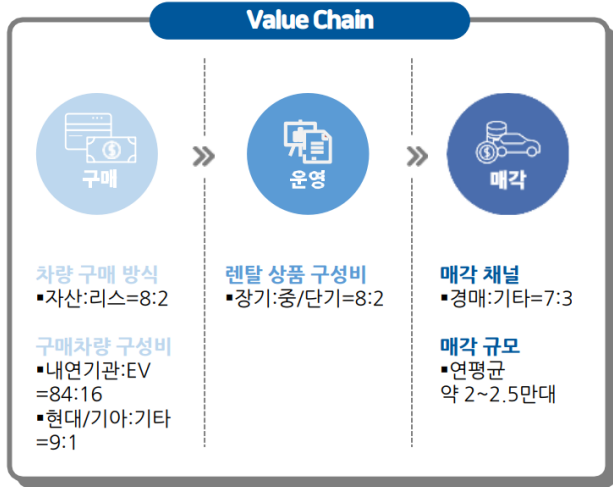 Value Chain
구매
운영
매각
차량 구매 방식
▪자산:리스=8:2
구매차량 구성비
▪내연기관:EV
=84:16
▪현대/기아:기타
=9:1
렌탈 상품 구성비
▪장기:중/단기=8:2
매각 채널
▪경매:기타=7:3
매각 규모
▪연평균
약 2~2.5만대